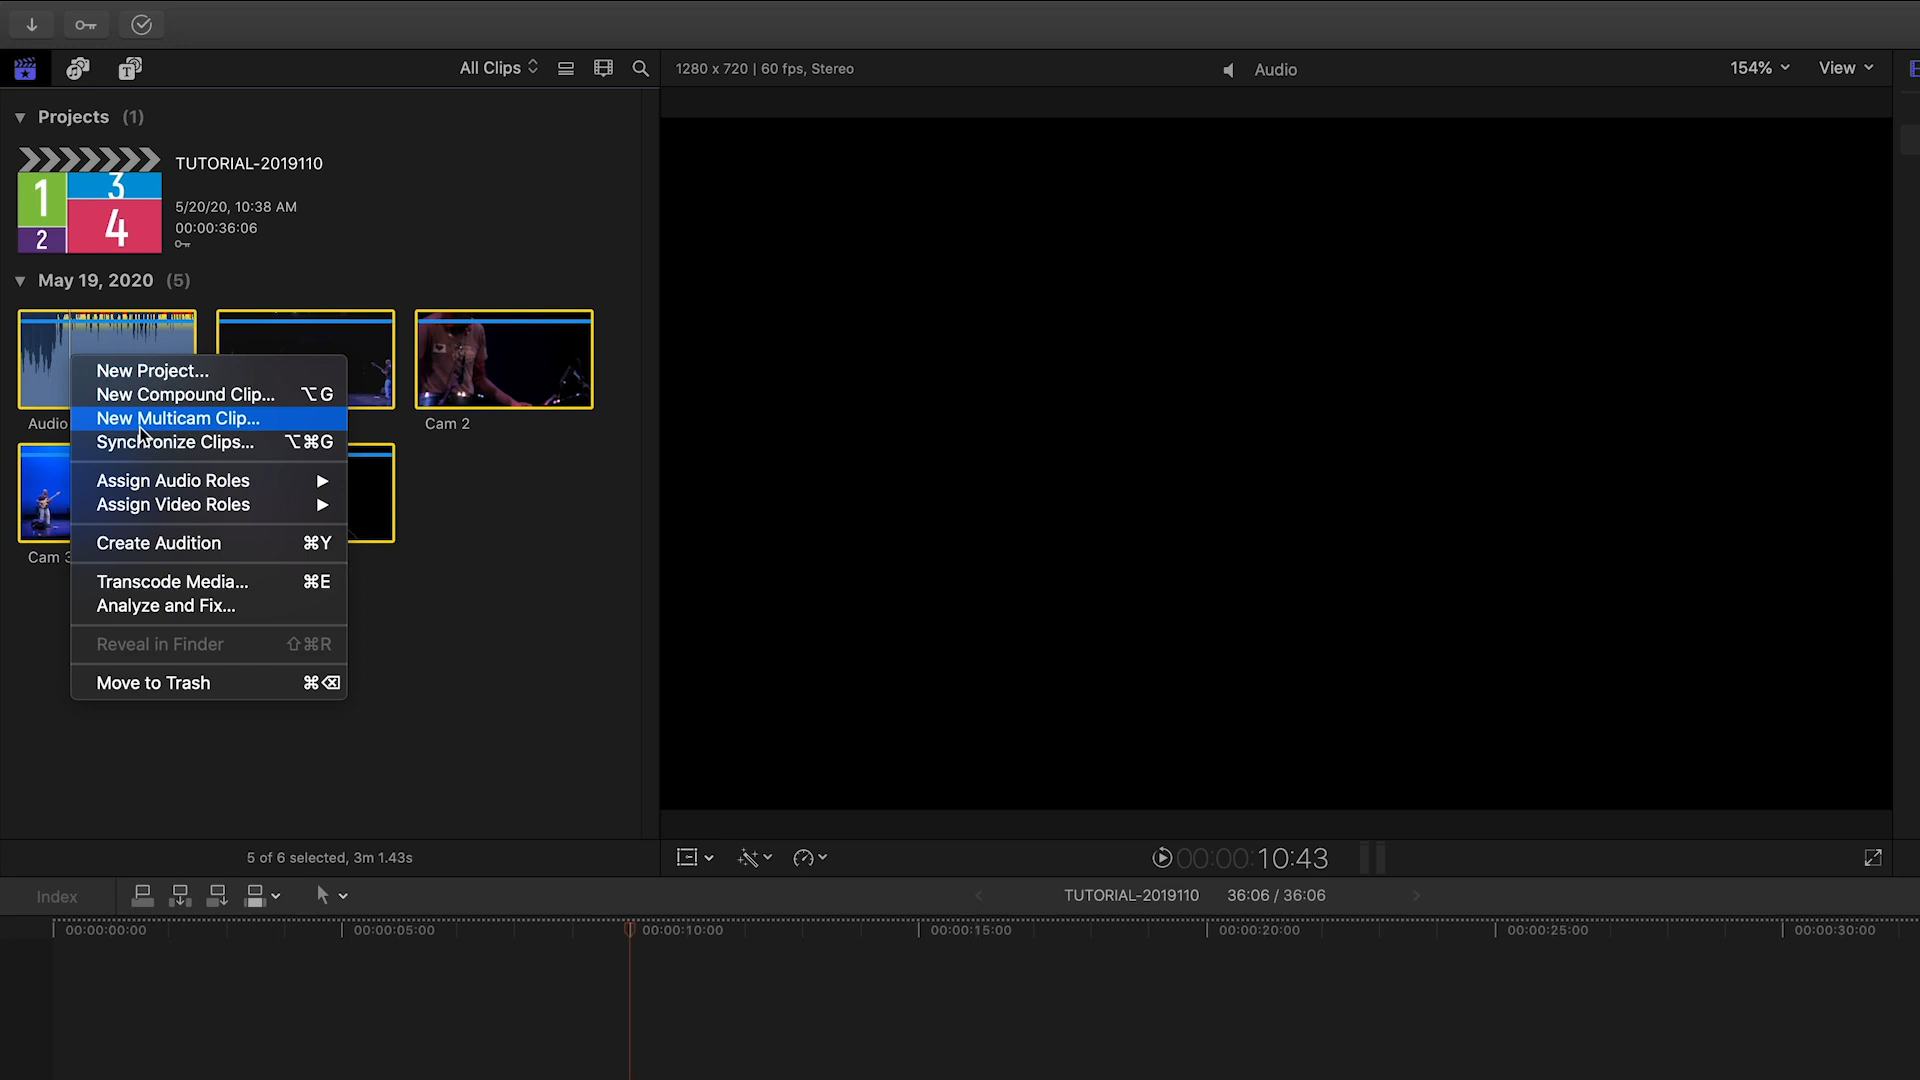 All Clips
1280 x 720 | 60 fps, Stereo
Audio
154%
View
Projects (1)
TUTORIAL-2019110
1
3
2
4
5/20/20, 10:38 AM
00:00:36:06
May 19, 2020 (5)
Audio
Cam 2
Cam 3
New Project...
New Compound Clip... ⌥G
New Multicam Clip...
Synchronize Clips... ⌥⌘G
Assign Audio Roles
Assign Video Roles
Create Audition ⌘Y
Transcode Media... ⌘E
Analyze and Fix...
Reveal in Finder ⇧⌘R
Move to Trash ⌘⌫
5 of 6 selected, 3m 1.43s
00:00:10:43
Index
TUTORIAL-2019110 36:06 / 36:06
00:00:00:00 00:00:05:00 00:00:10:00 00:00:15:00 00:00:20:00 00:00:25:00 00:00:30:00